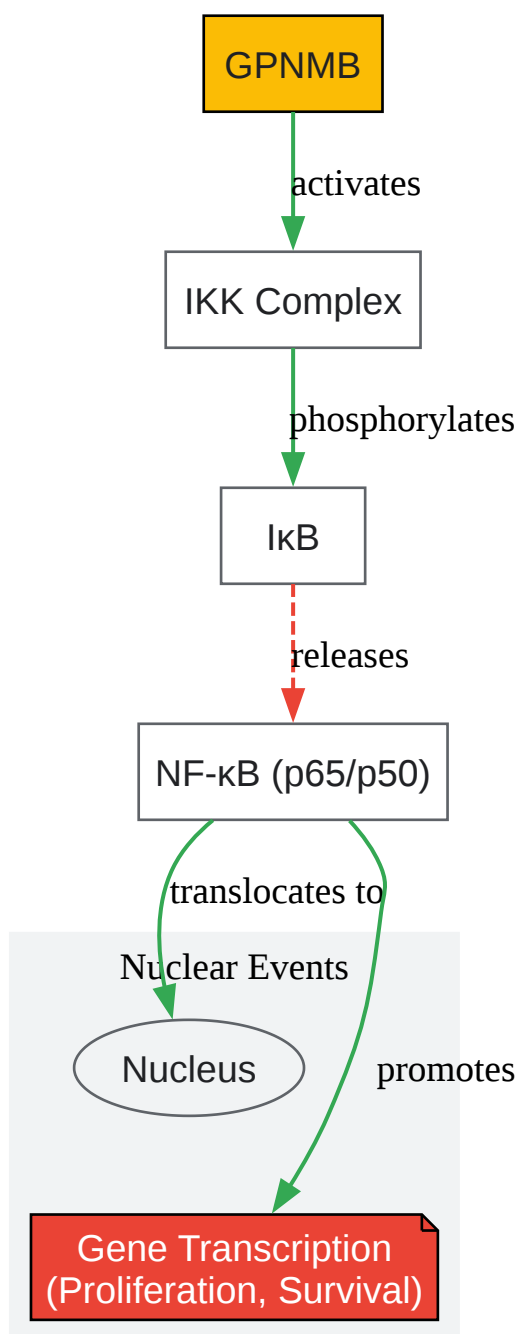 GPNMB
activates
IKK Complex
phosphorylates
IκB
releases
NF-κB (p65/p50)
translocates to
Nuclear Events
Nucleus
promotes
Gene Transcription
(Proliferation, Survival)